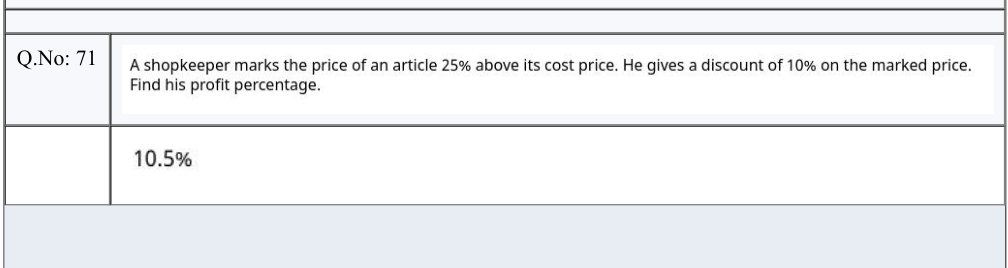 Q.No: 71
A shopkeeper marks the price of an article 25% above its cost price. He gives a discount of 10% on the marked price.
Find his profit percentage.
10.5%